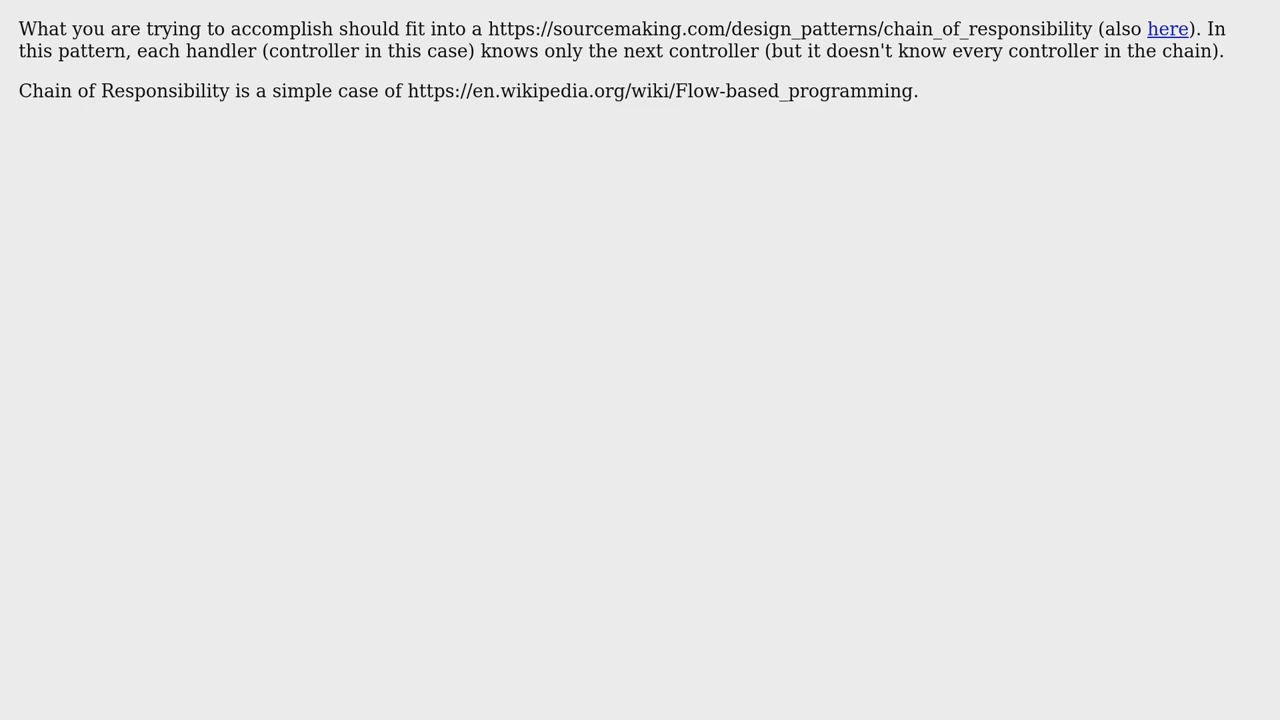 What you are trying to accomplish should fit into a https://sourcemaking.com/design_patterns/chain_of_responsibility (also here). In
this pattern, each handler (controller in this case) knows only the next controller (but it doesn't know every controller in the chain).
Chain of Responsibility is a simple case of https://en.wikipedia.org/wiki/Flow-based_programming.